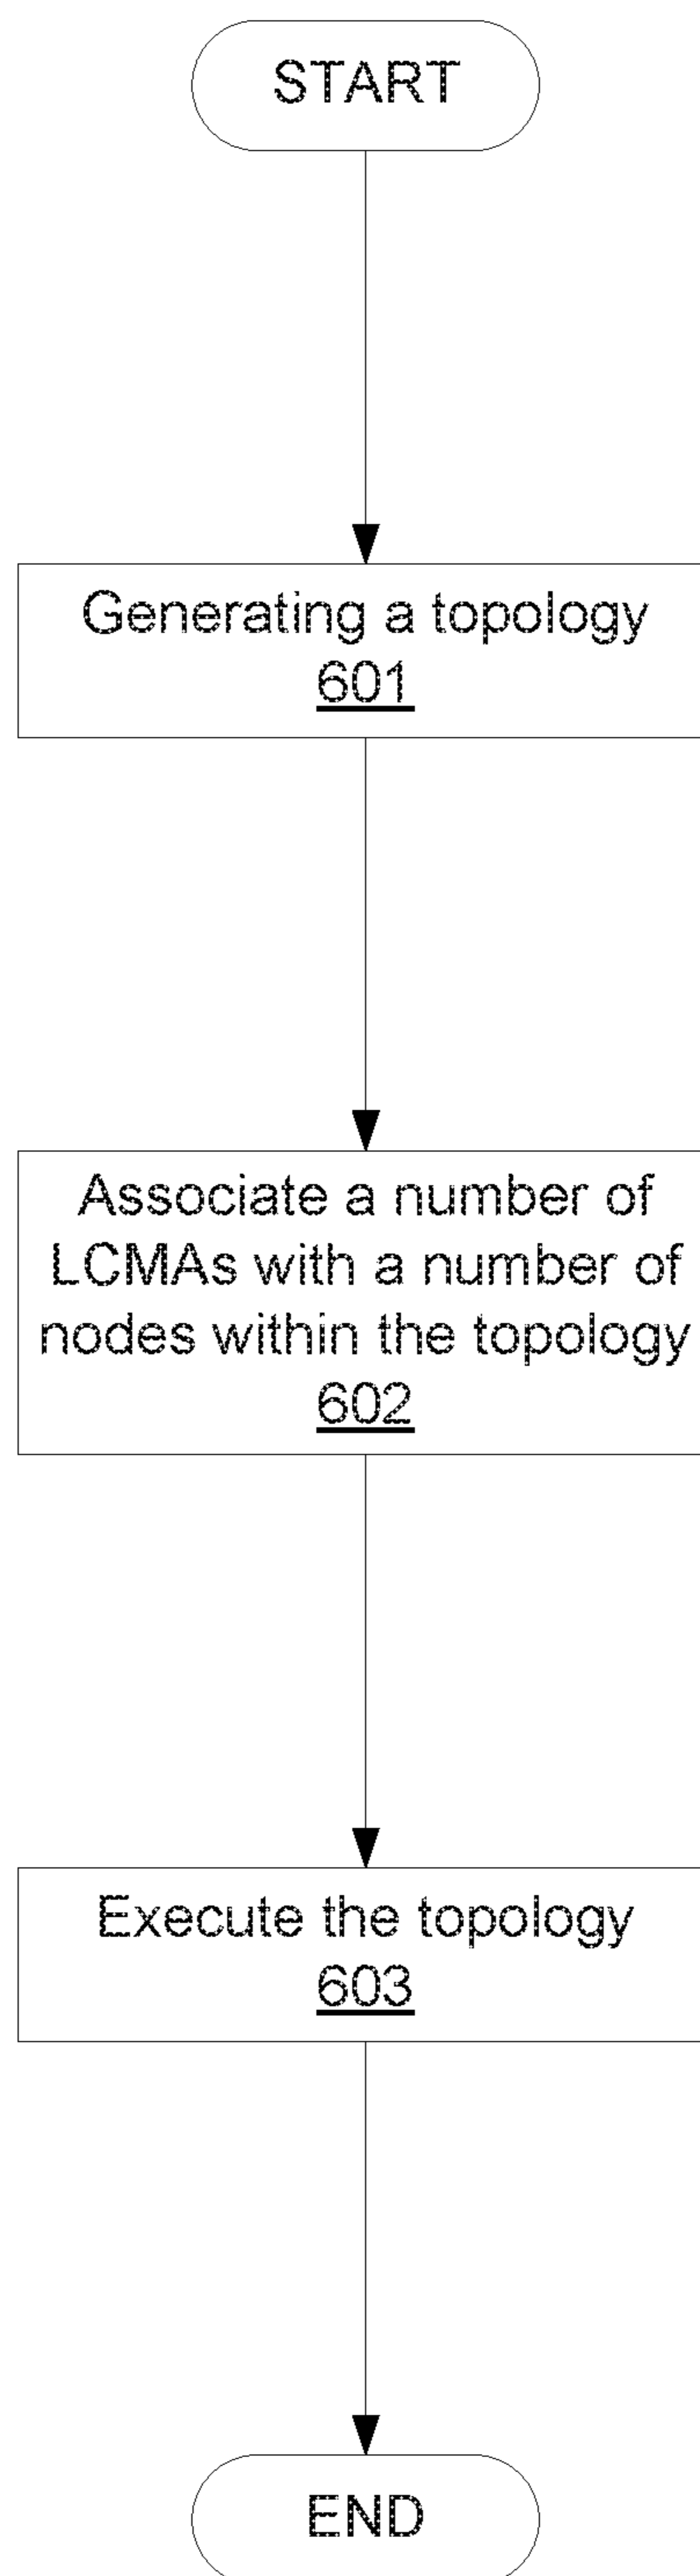 START
Generating a topology
601
Associate a number of
LCMAs with a number of
nodes within the topology
602
Execute the topology
603
END